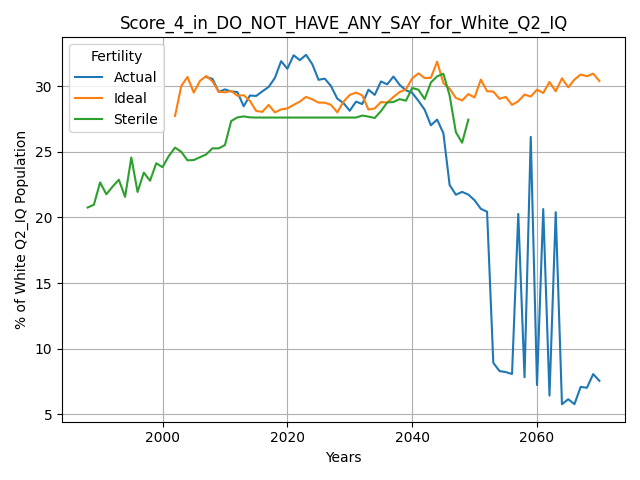 Score_4_in_DO_NOT_HAVE_ANY_SAY_for_White_Q2_IQ
Fertility
Actual
Ideal
Sterile
% of White Q2_IQ Population
30
25
20
15
10
5
2000
2020
2040
2060
Years